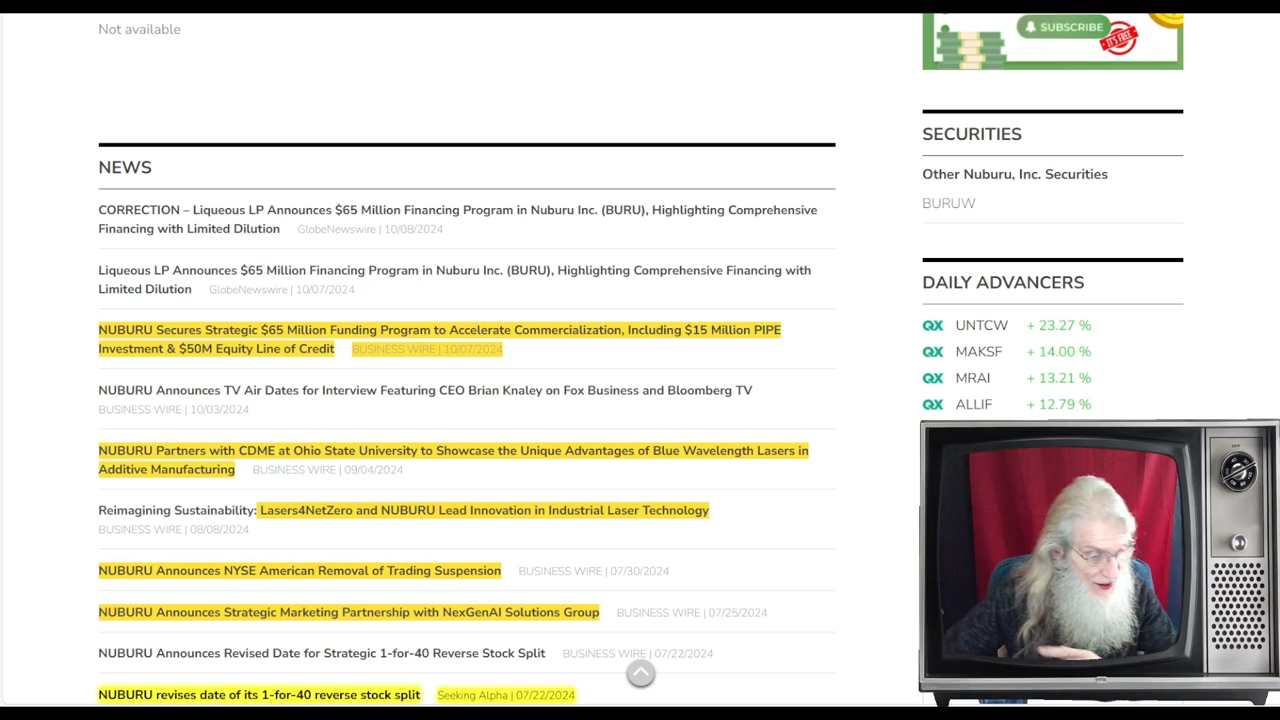 Not available
NEWS
CORRECTION – Liqueous LP Announces $65 Million Financing Program in Nuburu Inc. (BURU), Highlighting Comprehensive
Financing with Limited Dilution GlobeNewswire | 10/08/2024
Liqueous LP Announces $65 Million Financing Program in Nuburu Inc. (BURU), Highlighting Comprehensive Financing with
Limited Dilution GlobeNewswire | 10/07/2024
NUBURU Secures Strategic $65 Million Funding Program to Accelerate Commercialization, Including $15 Million PIPE
Investment & $50M Equity Line of Credit BUSINESS WIRE | 10/07/2024
NUBURU Announces TV Air Dates for Interview Featuring CEO Brian Knaley on Fox Business and Bloomberg TV
BUSINESS WIRE | 10/03/2024
NUBURU Partners with CDME at Ohio State University to Showcase the Unique Advantages of Blue Wavelength Lasers in
Additive Manufacturing BUSINESS WIRE | 09/04/2024
Reimagining Sustainability: Lasers4NetZero and NUBURU Lead Innovation in Industrial Laser Technology
BUSINESS WIRE | 08/08/2024
NUBURU Announces NYSE American Removal of Trading Suspension BUSINESS WIRE | 07/30/2024
NUBURU Announces Strategic Marketing Partnership with NexGenAI Solutions Group BUSINESS WIRE | 07/25/2024
NUBURU Announces Revised Date for Strategic 1-for-40 Reverse Stock Split BUSINESS WIRE | 07/22/2024
NUBURU revises date of its 1-for-40 reverse stock split Seeking Alpha | 07/22/2024
SUBSCRIBE
IT'S FREE
SECURITIES
Other Nuburu, Inc. Securities
BURUW
DAILY ADVANCERS
QX UNTCW + 23.27 %
QX MAKSF + 14.00 %
QX MRAI + 13.21 %
QX ALLIF + 12.79 %